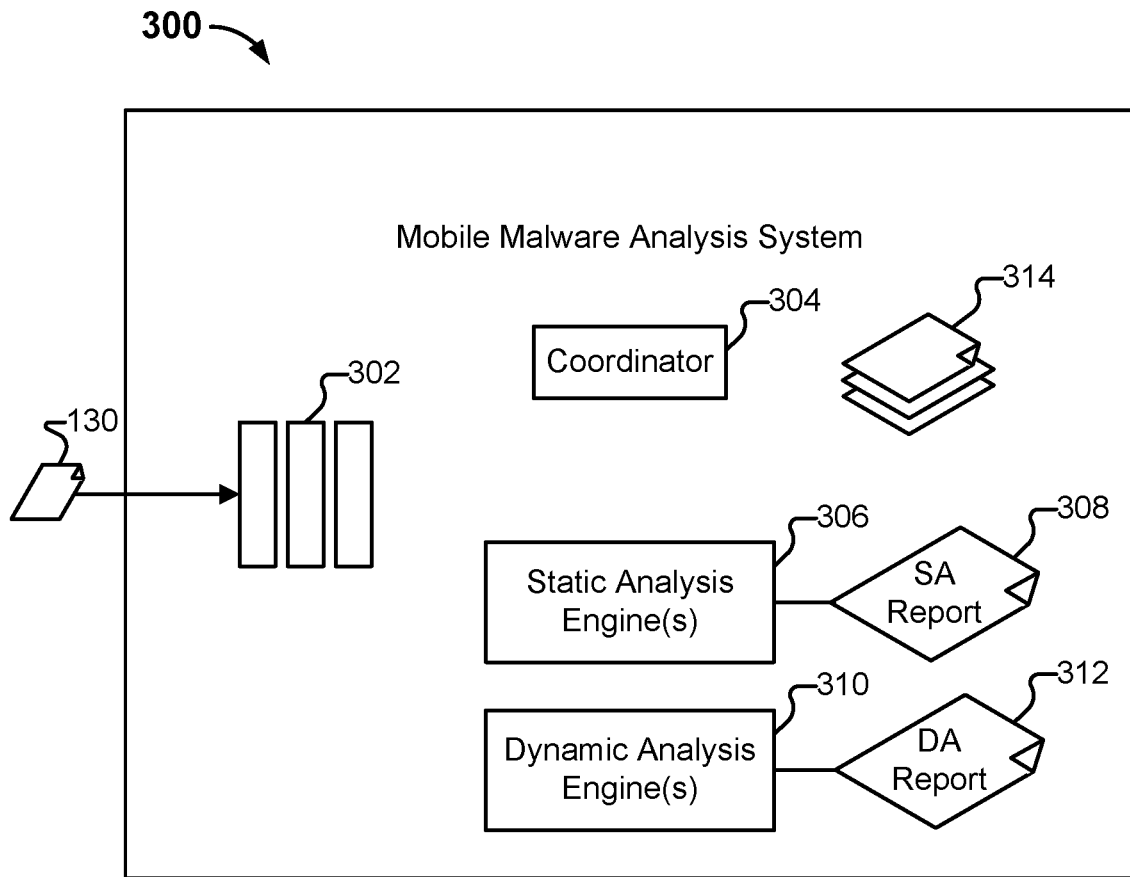 300
Mobile Malware Analysis System
314
304
Coordinator
302
130
306
308
Static Analysis
Engine(s)
SA
Report
310
312
Dynamic Analysis
Engine(s)
DA
Report